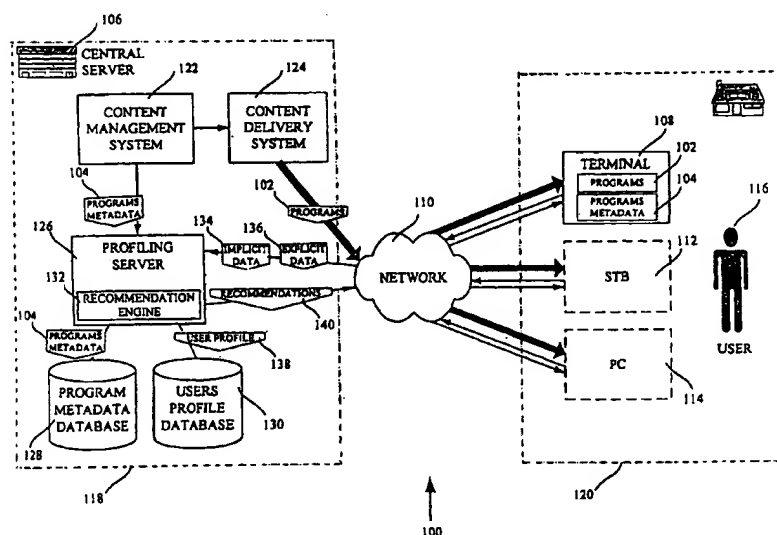 106
CENTRAL
SERVER
122
124
CONTENT
MANAGEMENT
SYSTEM
CONTENT
DELIVERY
SYSTEM
104
PROGRAMS
METADATA
102
PROGRAMS
126
134
136
PROFILING
SERVER
IMPLICIT
DATA
EXPLICIT
DATA
132
RECOMMENDATION
ENGINE
RECOMMENDATIONS
140
104
PROGRAMS
METADATA
USER PROFILE
138
PROGRAM
METADATA
DATABASE
128
USERS
PROFILE
DATABASE
130
118
110
NETWORK
108
TERMINAL
102
PROGRAMS
104
PROGRAMS
METADATA
116
112
STB
USER
PC
114
120
100